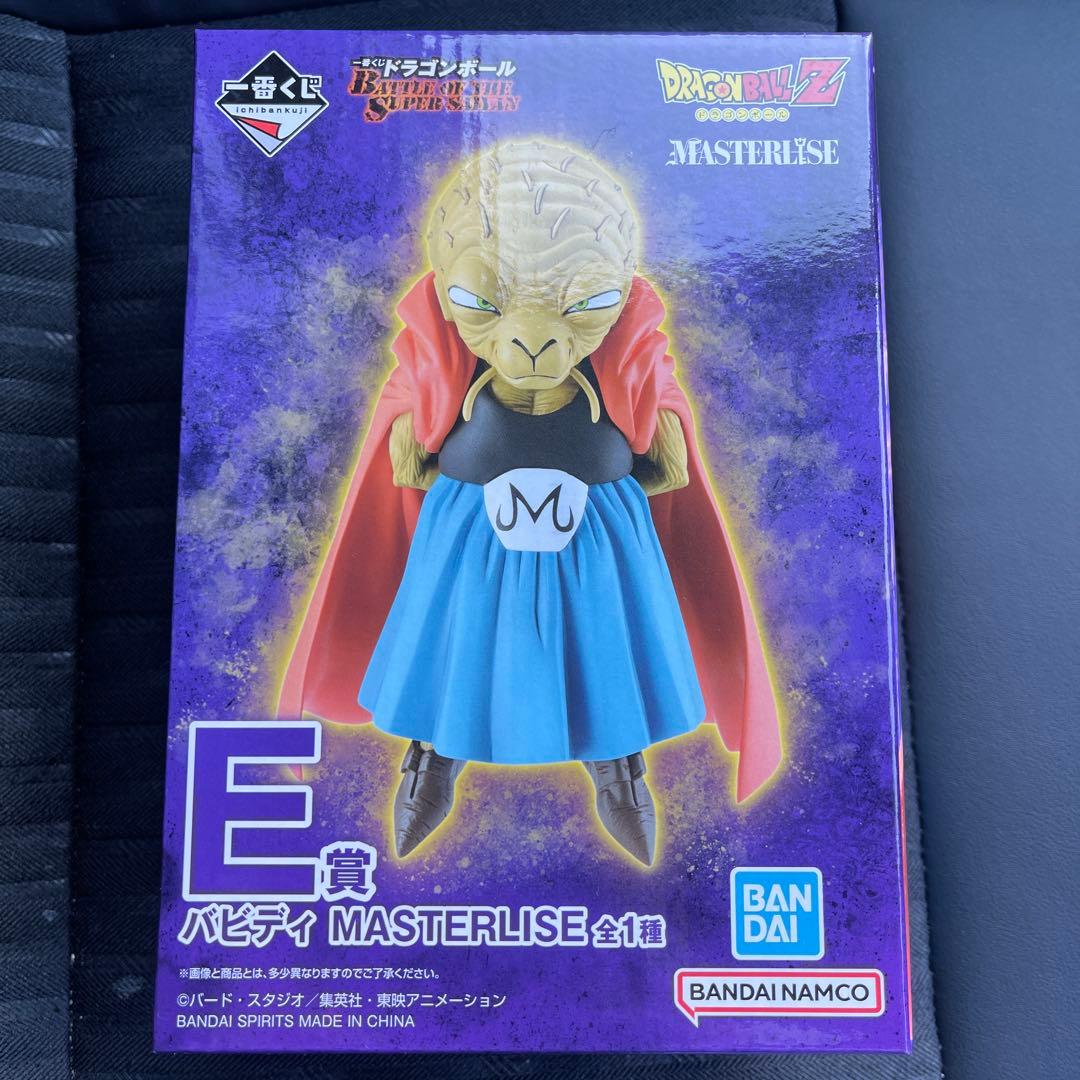 一番くじ
ichibankuji
一番くじ ドラゴンボール
BATTLE OF THE
SUPER SAIYAN
DRAGONBALL Z
ドラゴンボール
MASTERLISE
M
E賞
バビディ MASTERLISE 全1種
※画像と商品とは、多少異なりますのでご了承ください。
©バード・スタジオ/集英社・東映アニメーション
BANDAI SPIRITS MADE IN CHINA
BAN
DAI
BANDAI NAMCO